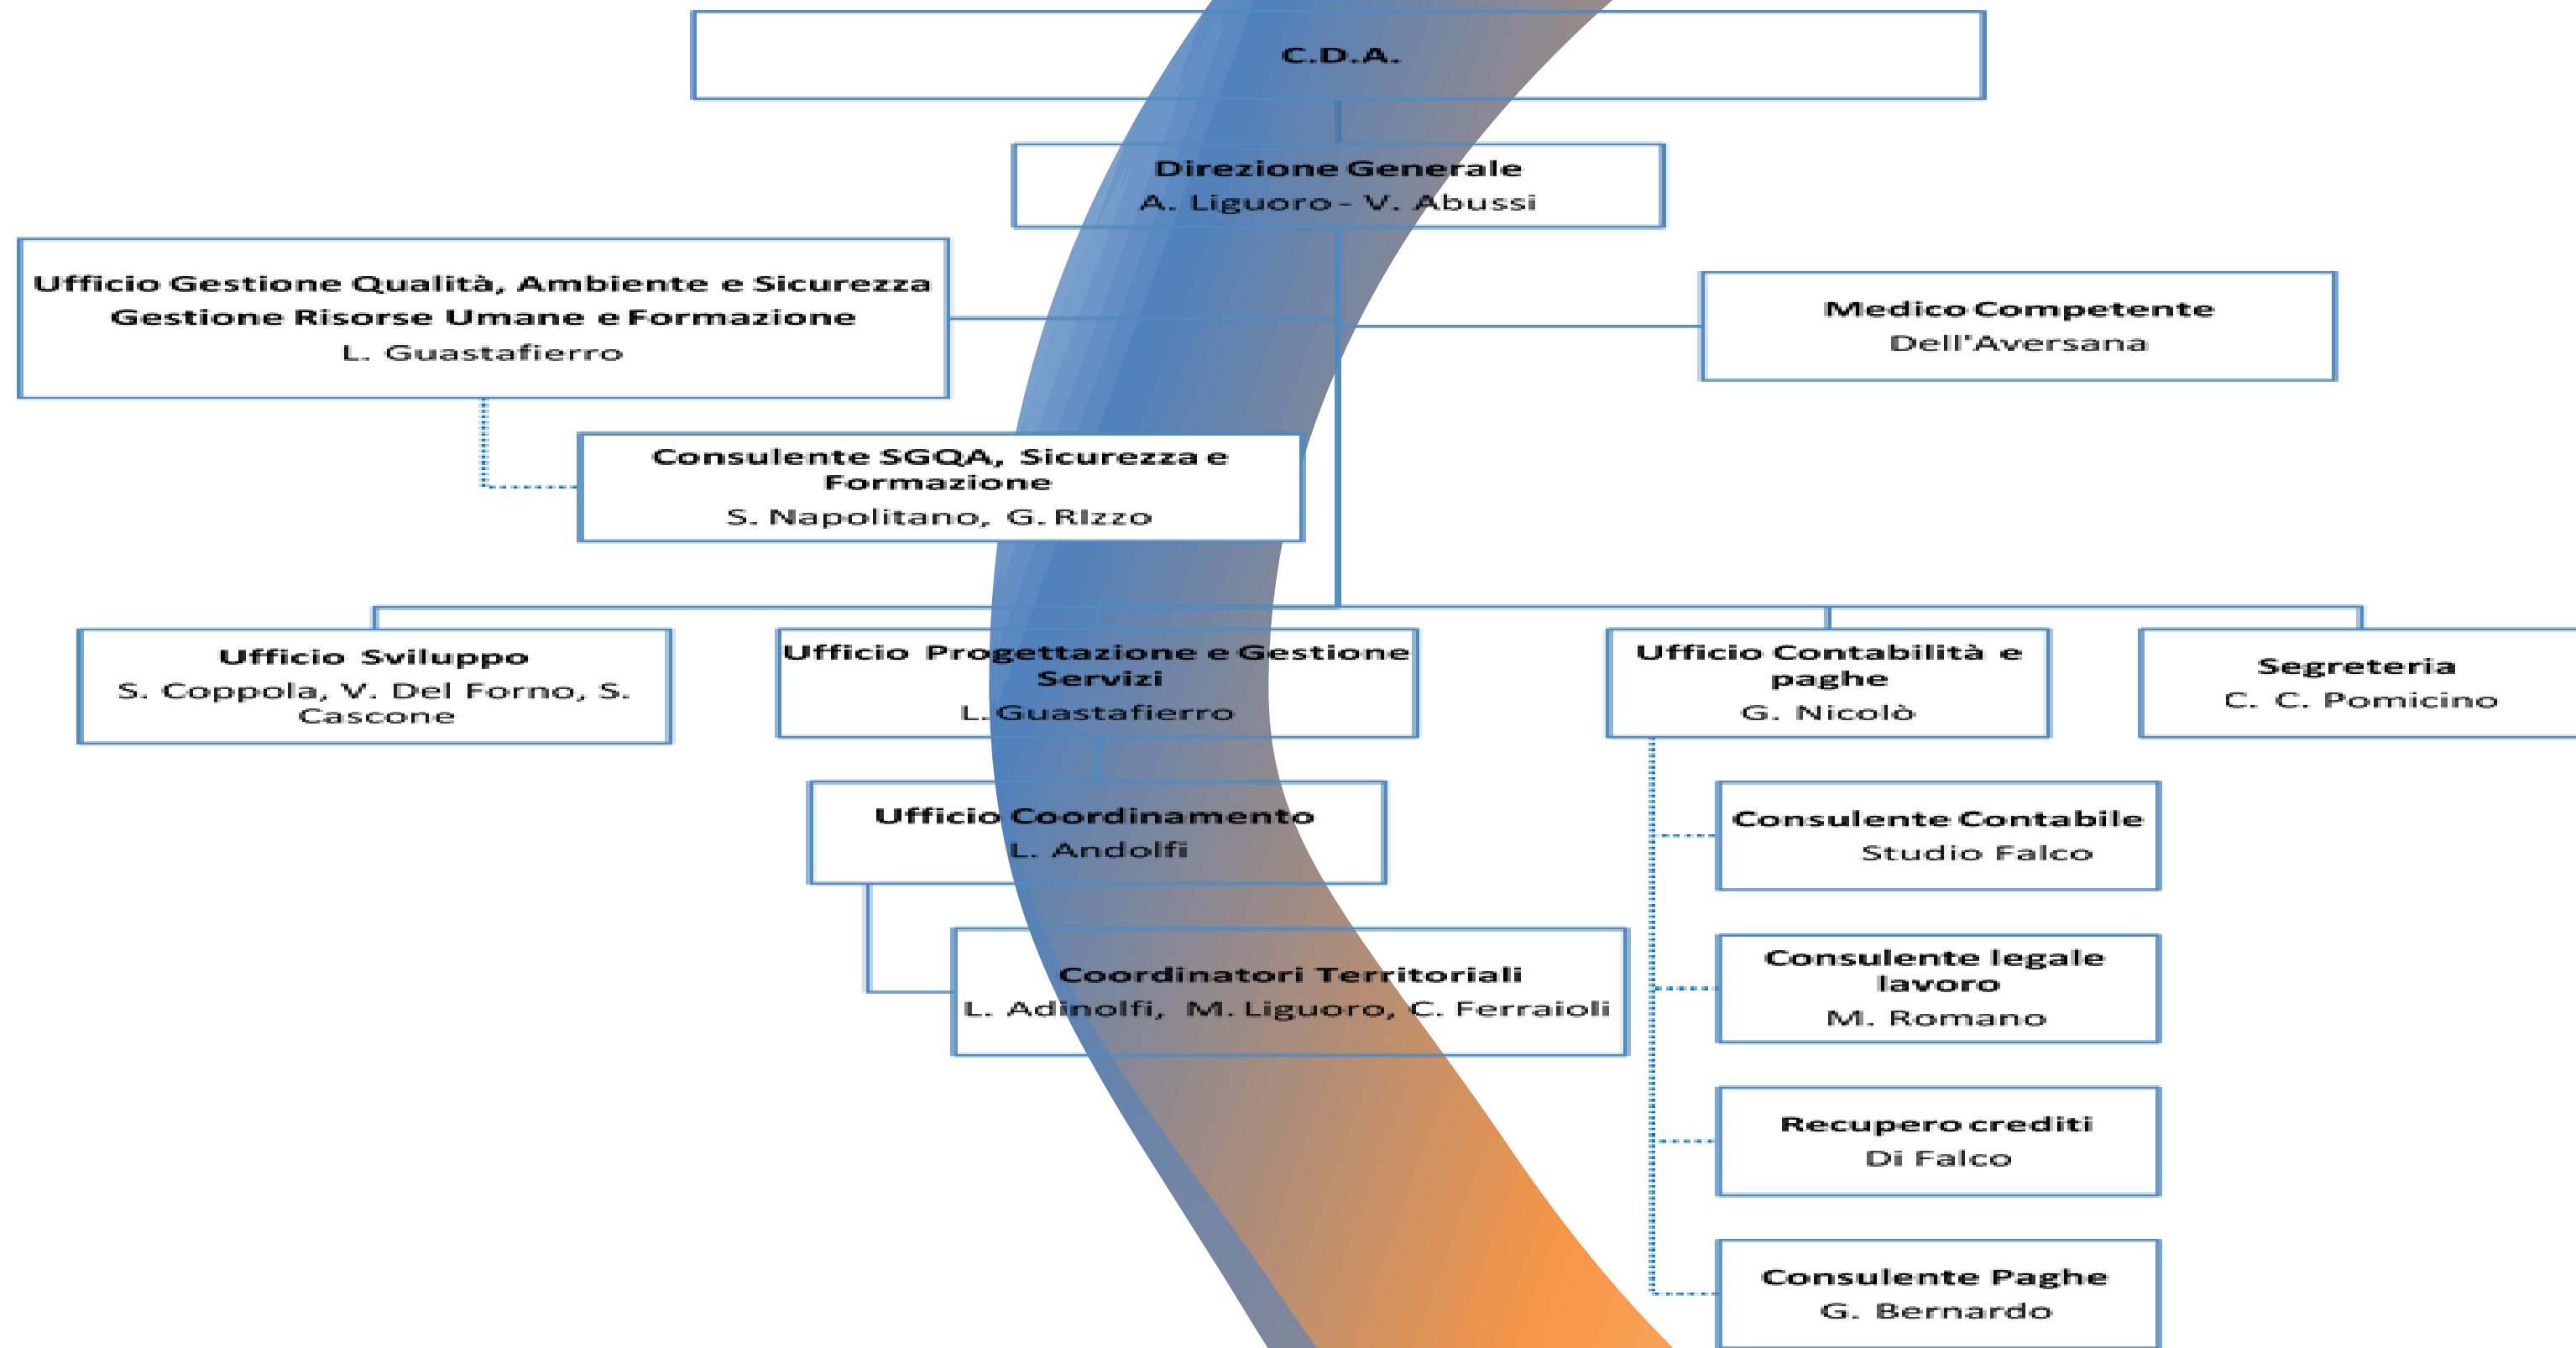 C.D.A.
Direzione Generale
A. Liguoro - V. Abussi
Ufficio Gestione Qualità, Ambiente e Sicurezza
Gestione Risorse Umane e Formazione
L. Guastafierro
Medico Competente
Dell'Aversana
Consulente SGQA, Sicurezza e
Formazione
S. Napolitano, G. RIzzo
Ufficio Sviluppo
S. Coppola, V. Del Forno, S.
Cascone
Ufficio Progettazione e Gestione
Servizi
L. Guastafierro
Ufficio Contabilità e
paghe
G. Nicolò
Segreteria
C. C. Pomicino
Ufficio Coordinamento
L. Andolfi
Coordinatori Territoriali
L. Adinolfi, M. Liguoro, C. Ferraioli
Consulente Contabile
Studio Falco
Consulente legale
lavoro
M. Romano
Recupero crediti
Di Falco
Consulente Paghe
G. Bernardo